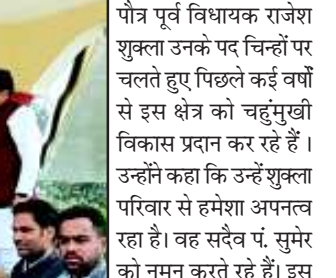 पौत्र पूर्व विधायक राजेश
शुक्ला उनके पद चिन्हों पर
चलते हुए पिछले कई वर्षों
से इस क्षेत्र को चहुंमुखी
विकास प्रदान कर रहे हैं ।
उन्होंने कहा कि उन्हें शुक्ला
परिवार से हमेशा अपनत्व
रहा है। वह सदैव पं. सुमेर
को नमन करते रहे हैं। इस